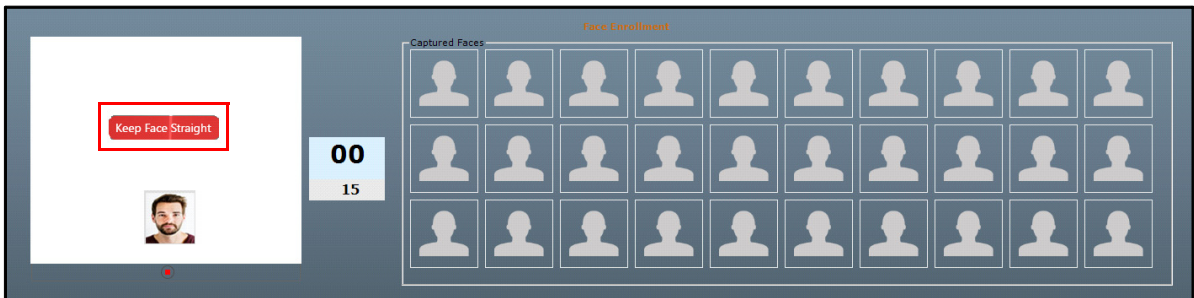 Face Enrollment
Captured Faces
Keep Face Straight
00
15